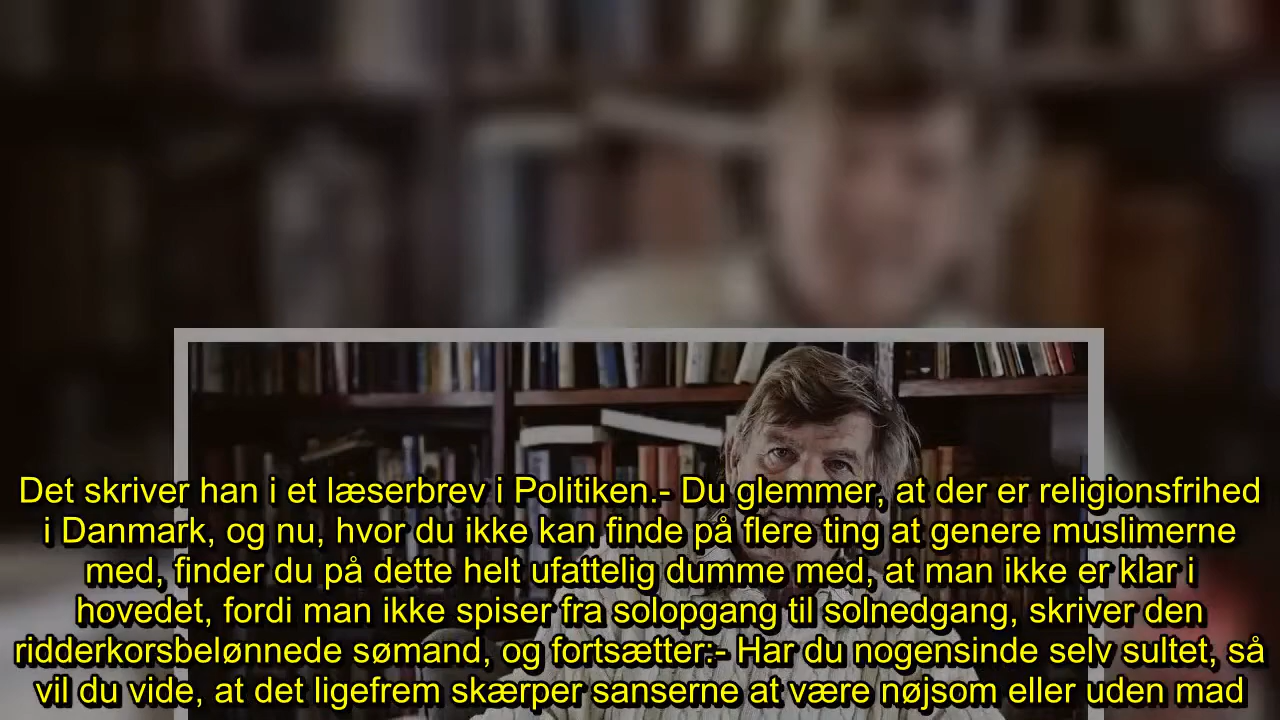 Det skriver han i et læserbrev i Politiken.- Du glemmer, at der er religionsfrihed
i Danmark, og nu, hvor du ikke kan finde på flere ting at genere muslimerne
med, finder du på dette helt ufattelig dumme med, at man ikke er klar i
hovedet, fordi man ikke spiser fra solopgang til solnedgang, skriver den
ridderkorsbelønnede sømand, og fortsætter:- Har du nogensinde selv sultet, så
vil du vide, at det ligefrem skærper sanserne at være nøjsom eller uden mad